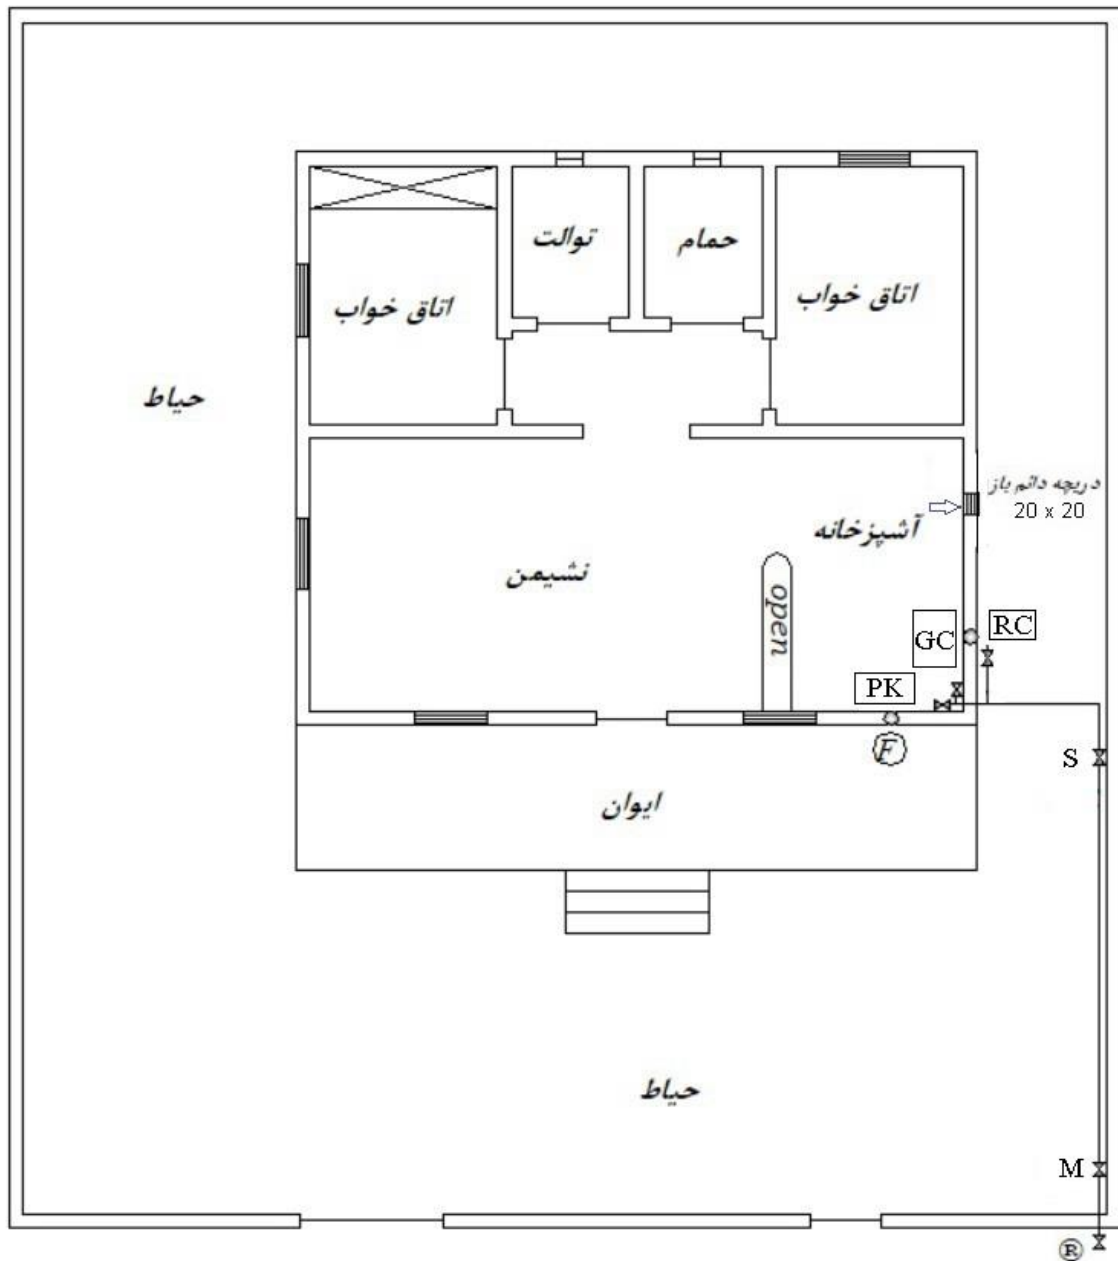 توالت
حمام
اتاق خواب
اتاق خواب
حیاط
دریچه دائم باز
20 x 20
آشپزخانه
نشیمن
open
GC
RC
PK
F
S
ایوان
حیاط
M
®